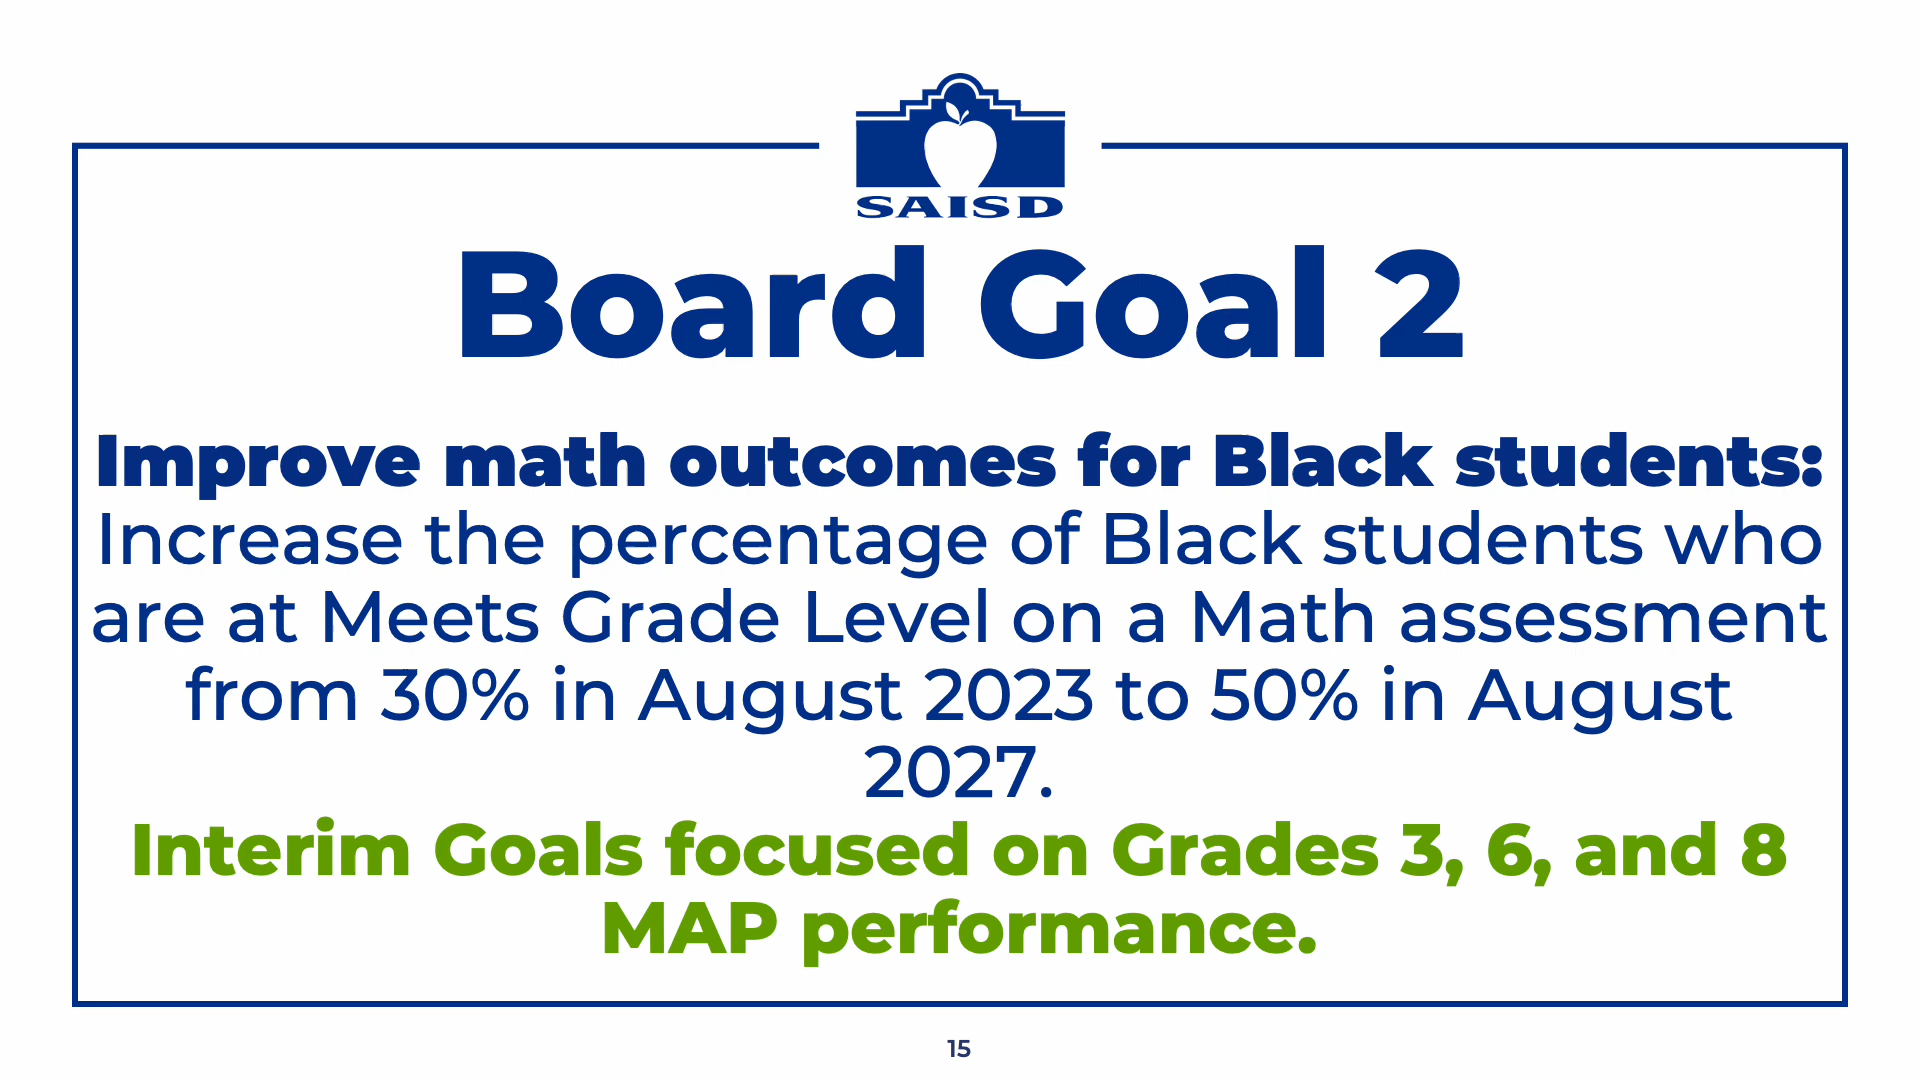 SAISD
Board Goal 2
Improve math outcomes for Black students:
Increase the percentage of Black students who
are at Meets Grade Level on a Math assessment
from 30% in August 2023 to 50% in August
2027.
Interim Goals focused on Grades 3, 6, and 8
MAP performance.
15